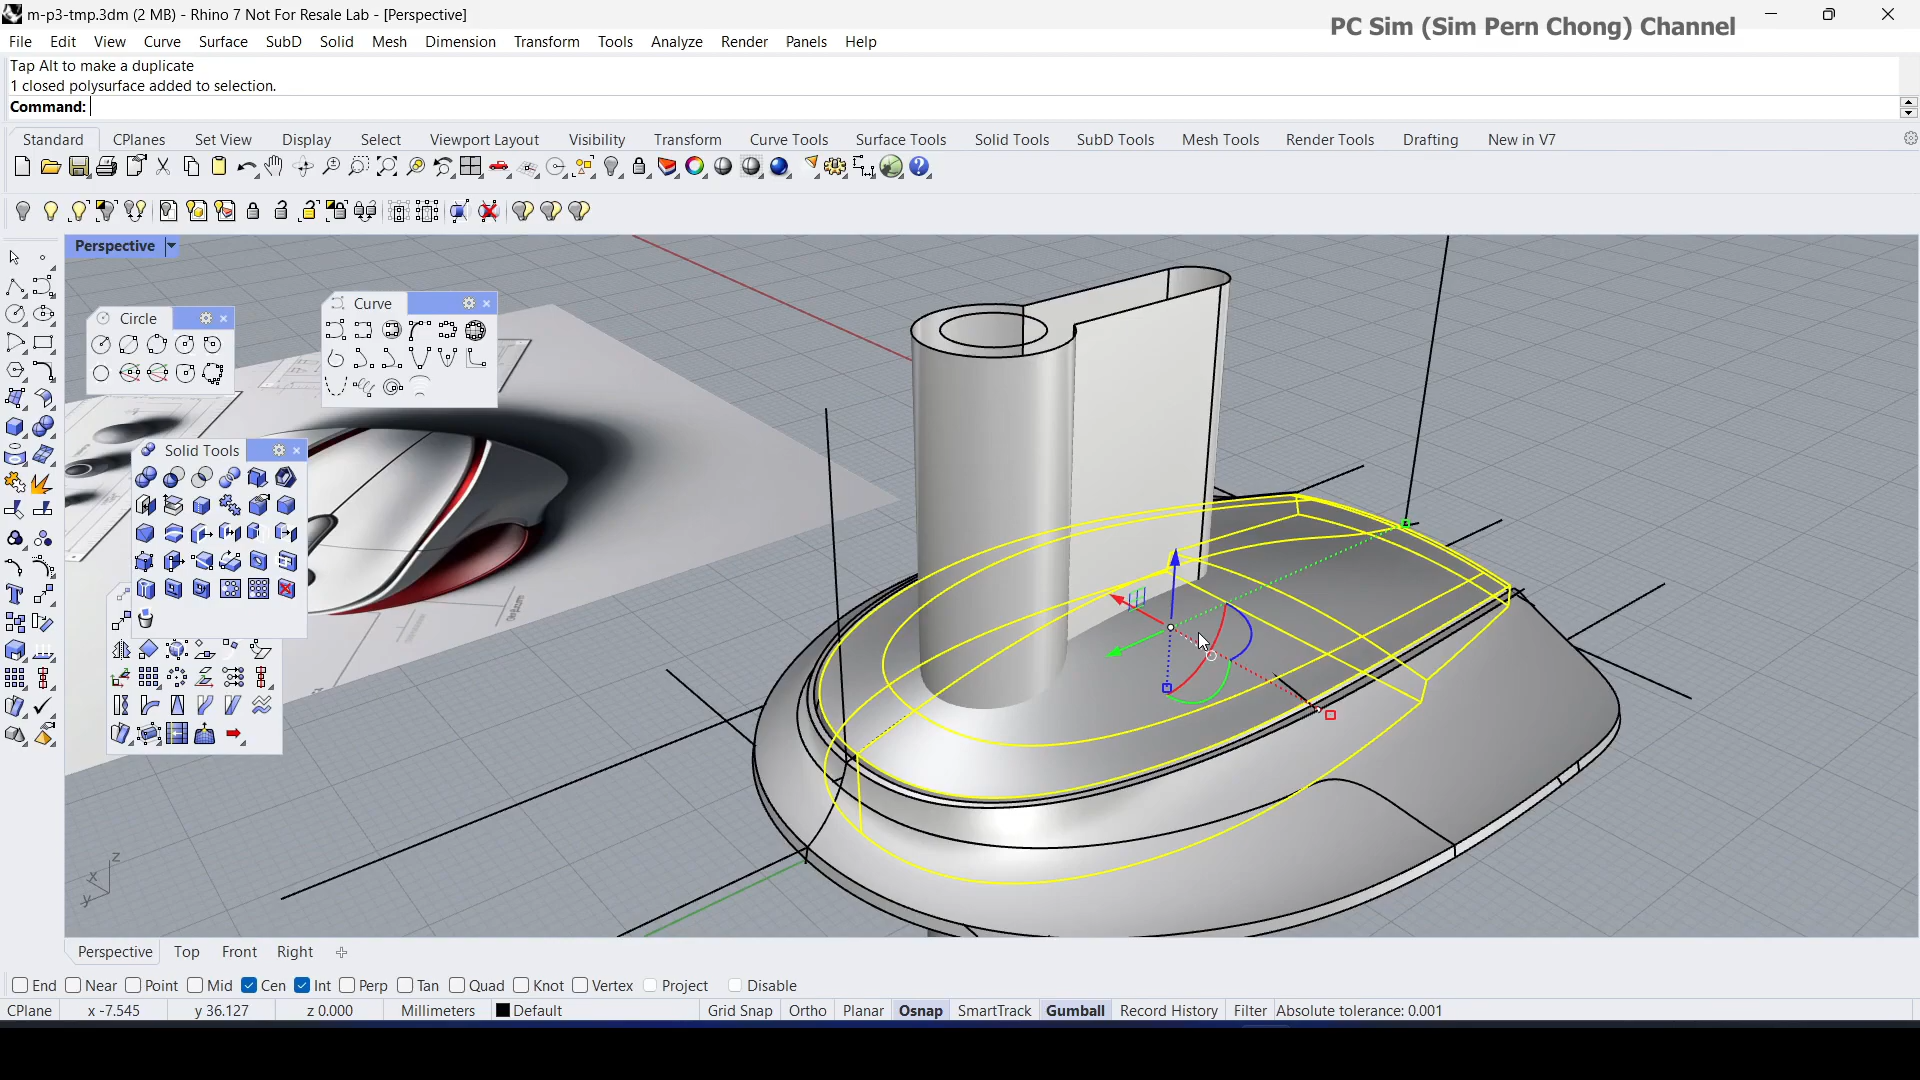 m-p3-tmp.3dm (2 MB) - Rhino 7 Not For Resale Lab - [Perspective]
PC Sim (Sim Pern Chong) Channel
File Edit View Curve Surface SubD Solid Mesh Dimension Transform Tools Analyze Render Panels Help
Tap Alt to make a duplicate
1 closed polysurface added to selection.
Command:
Standard CPlanes Set View Display Select Viewport Layout Visibility Transform Curve Tools Surface Tools Solid Tools SubD Tools Mesh Tools Render Tools Drafting New in V7
Perspective
Curve
Circle
Solid Tools
z
x
y
Perspective Top Front Right
End Near Point Mid Cen Int Perp Tan Quad Knot Vertex Project Disable
CPlane x -7.545 y 36.127 z 0.000 Millimeters Default Grid Snap Ortho Planar Osnap SmartTrack Gumball Record History Filter Absolute tolerance: 0.001